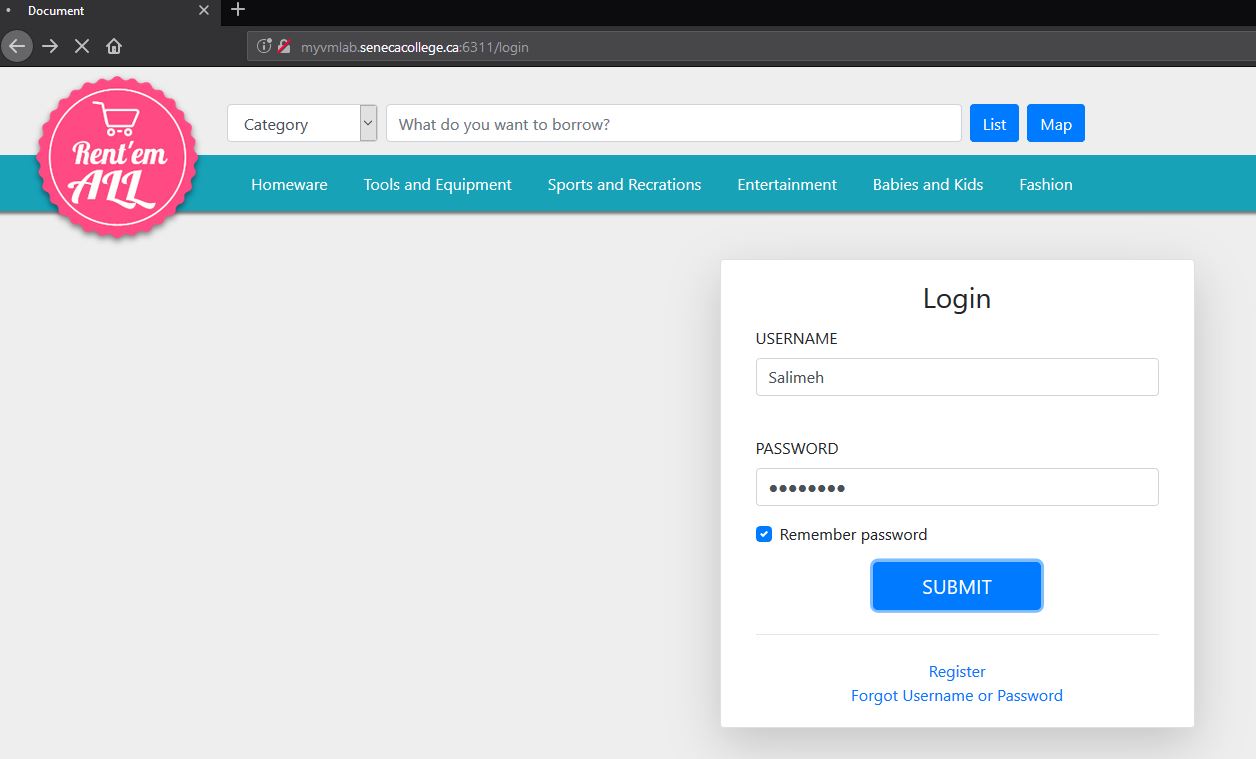 Document
myvmlab.senecacollege.ca:6311/login
Rent'em
ALL
Category
What do you want to borrow?
List
Map
Homeware
Tools and Equipment
Sports and Recrations
Entertainment
Babies and Kids
Fashion
Login
USERNAME
Salimeh
PASSWORD
●●●●●●●●
Remember password
SUBMIT
Register
Forgot Username or Password